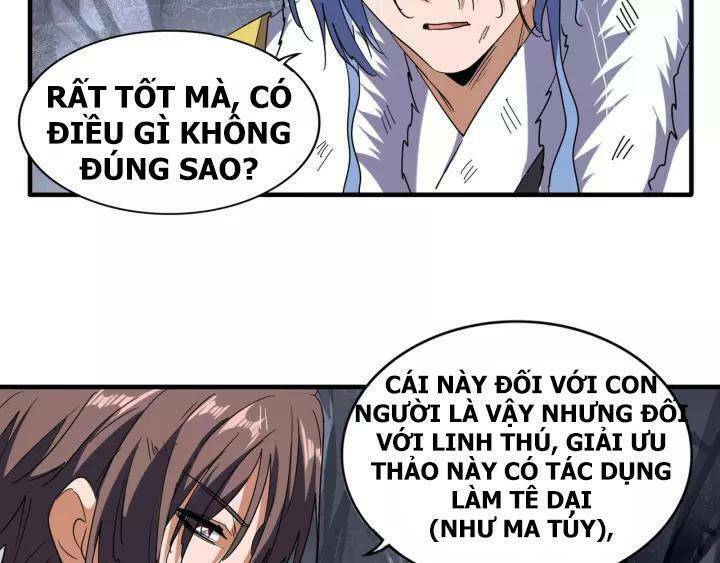 RẤT TỐT MÀ, CÓ
ĐIỀU GÌ KHÔNG
ĐÚNG SAO?
CÁI NÀY ĐỐI VỚI CON
NGƯỜI LÀ VẬY NHƯNG ĐỐI
VỚI LINH THÚ, GIẢI ƯU
THẢO NÀY CÓ TÁC DỤNG
LÀM TÊ DẠI
(NHƯ MA TÚY),